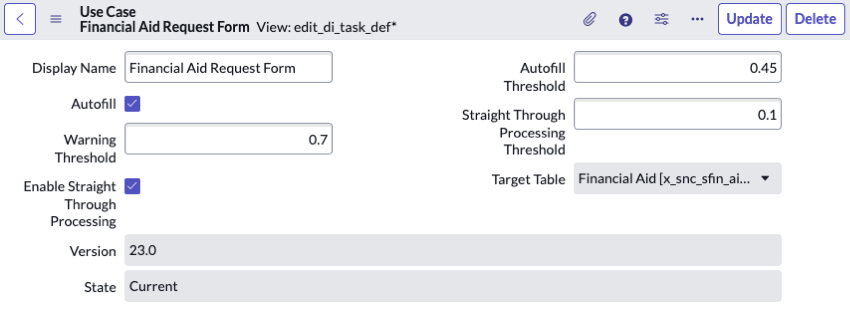 Use Case
Financial Aid Request Form View: edit_di_task_def*
Update
Delete
Display Name
Financial Aid Request Form
Autofill
Warning
Threshold
0.7
Enable Straight
Through
Processing
Autofill
Threshold
0.45
Straight Through
Processing
Threshold
0.1
Target Table
Financial Aid [x_snc_sfin_ai...
Version
23.0
State
Current